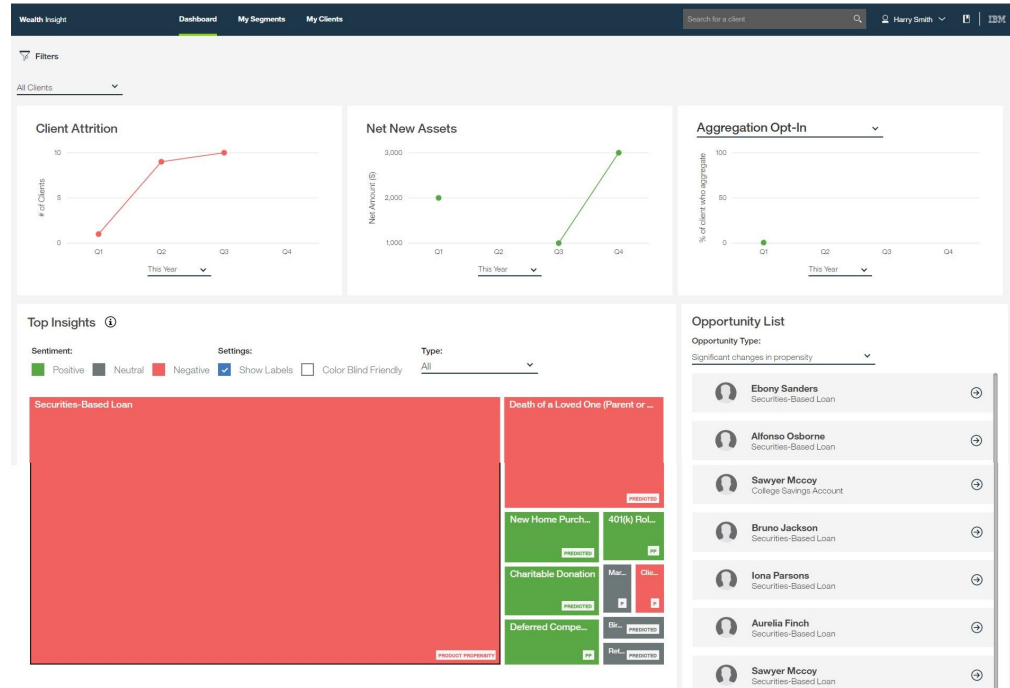 Wealth Insight
Dashboard
My Segments
My Clients
Search for a client
Harry Smith
IBM
Filters
All Clients
Client Attrition
10
5
0
# of Clients
Q1
Q2
Q3
Q4
This Year
Net New Assets
3,000
2,000
1,000
Net Amount ($)
Q1
Q2
Q3
Q4
This Year
Aggregation Opt-In
100
50
0
% of client who aggregate
Q1
Q2
Q3
Q4
This Year
Top Insights
Sentiment:
Positive
Neutral
Negative
Settings:
Show Labels
Color Blind Friendly
Type:
All
Securities-Based Loan
PRODUCT PROPENSITY
Death of a Loved One (Parent or ...
PREDICTED
New Home Purch...
PREDICTED
401(k) Rol...
PP
Charitable Donation
PREDICTED
Mar...
P
Clie...
P
Deferred Compe...
PP
Bir...
PREDICTED
Ret...
PREDICTED
Opportunity List
Opportunity Type:
Significant changes in propensity
Ebony Sanders
Securities-Based Loan
Alfonso Osborne
Securities-Based Loan
Sawyer Mccoy
College Savings Account
Bruno Jackson
Securities-Based Loan
Iona Parsons
Securities-Based Loan
Aurelia Finch
Securities-Based Loan
Sawyer Mccoy
Securities-Based Loan